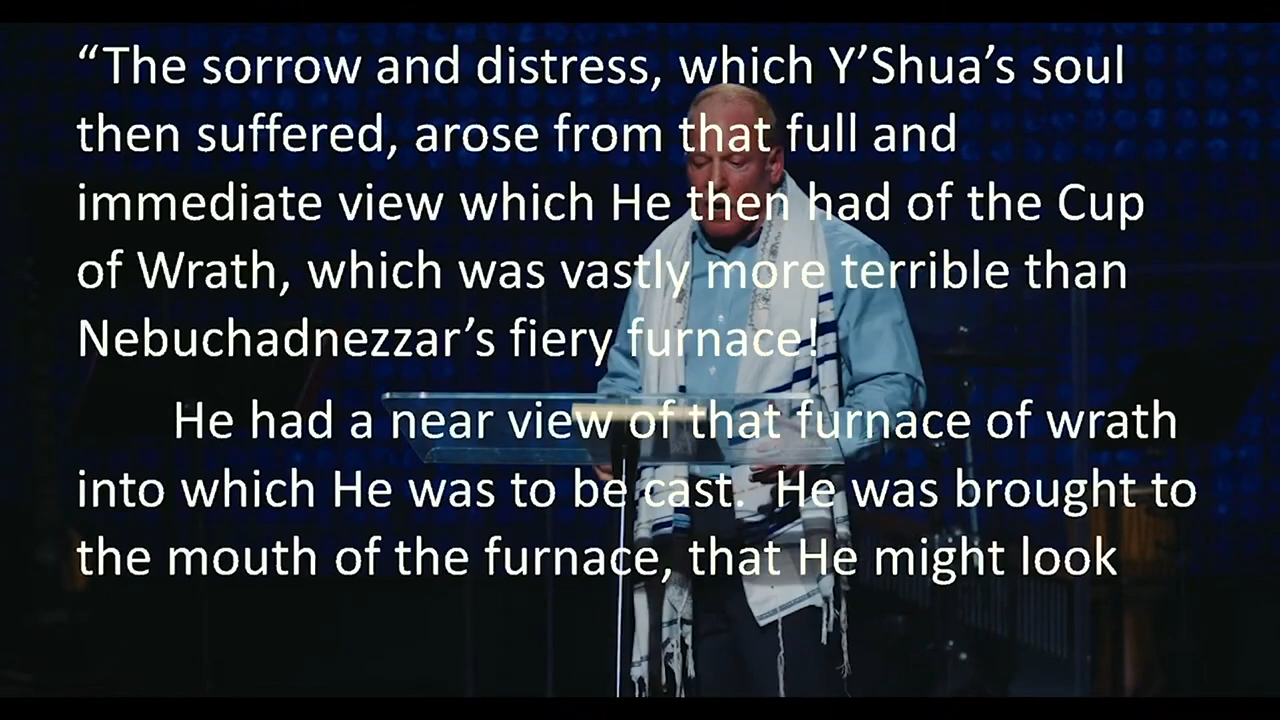 “The sorrow and distress, which Y’Shua’s soul
then suffered, arose from that full and
immediate view which He then had of the Cup
of Wrath, which was vastly more terrible than
Nebuchadnezzar’s fiery furnace!
He had a near view of that furnace of wrath
into which He was to be cast.  He was brought to
the mouth of the furnace, that He might look